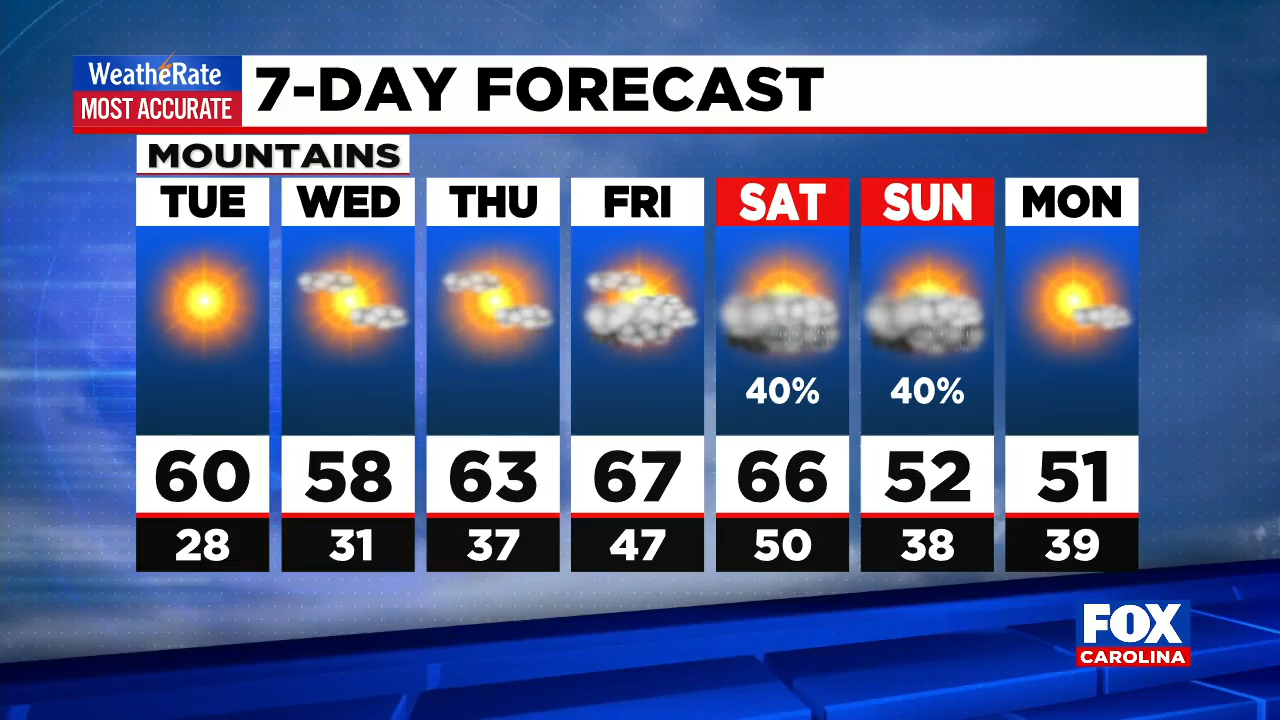 WeatheRate
MOST ACCURATE
7-DAY FORECAST
MOUNTAINS
TUE WED THU FRI SAT SUN MON
40% 40%
60 58 63 67 66 52 51
28 31 37 47 50 38 39
FOX
CAROLINA